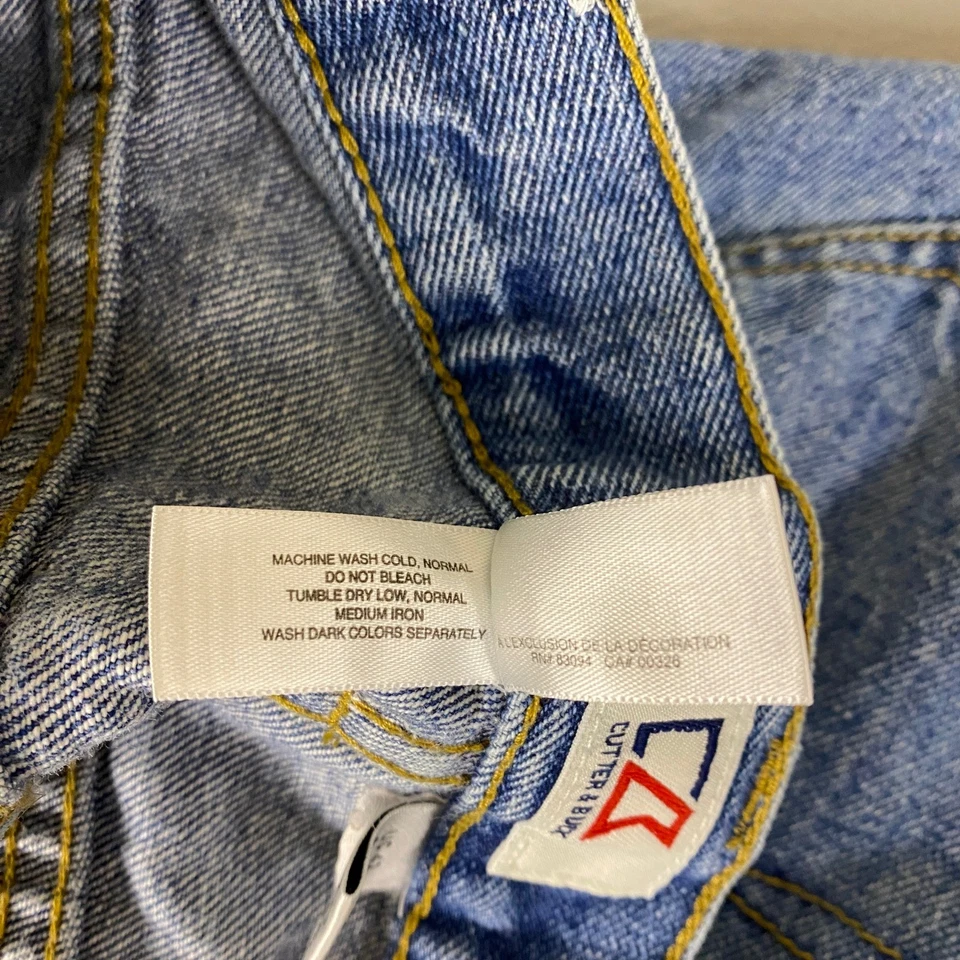 MACHINE WASH COLD, NORMAL
DO NOT BLEACH
TUMBLE DRY LOW, NORMAL
MEDIUM IRON
WASH DARK COLORS SEPARATELY
A L'EXCLUSION DE LA DÉCORATION
RN# 83094 CA# 00326
CUTTER & BUCK